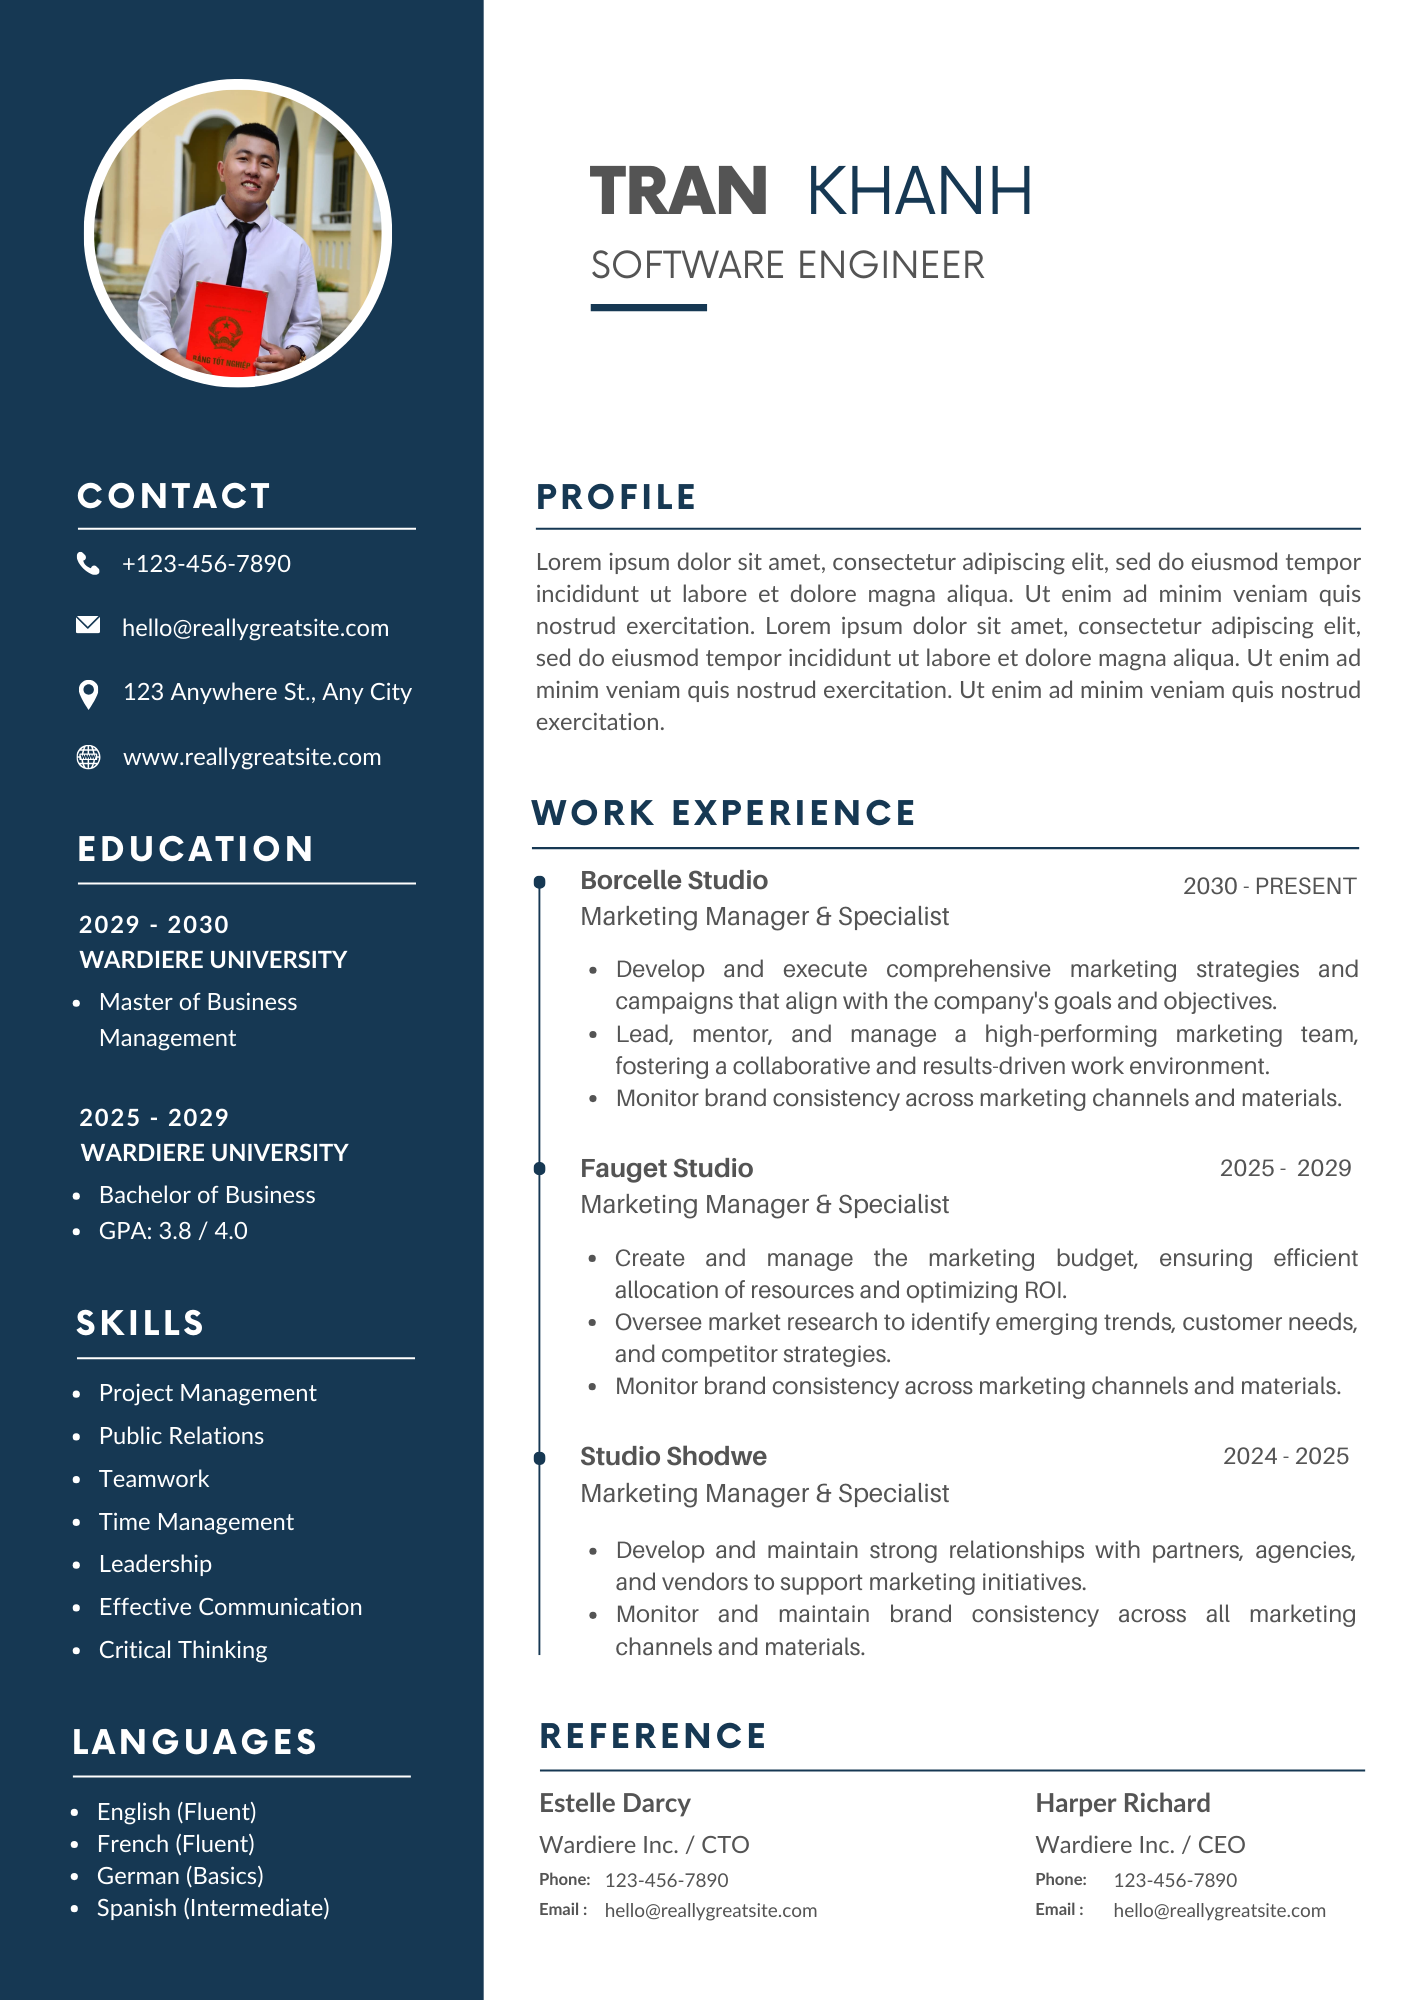 BẰNG TỐT NGHIỆP
TRAN KHANH
SOFTWARE ENGINEER
CONTACT
+123-456-7890
hello@reallygreatsite.com
123 Anywhere St., Any City
www.reallygreatsite.com
EDUCATION
2029 - 2030
WARDIERE UNIVERSITY
• Master of Business
Management
2025 - 2029
WARDIERE UNIVERSITY
• Bachelor of Business
• GPA: 3.8 / 4.0
SKILLS
• Project Management
• Public Relations
• Teamwork
• Time Management
• Leadership
• Effective Communication
• Critical Thinking
LANGUAGES
• English (Fluent)
• French (Fluent)
• German (Basics)
• Spanish (Intermediate)
PROFILE
Lorem ipsum dolor sit amet, consectetur adipiscing elit, sed do eiusmod tempor
incididunt ut labore et dolore magna aliqua. Ut enim ad minim veniam quis
nostrud exercitation. Lorem ipsum dolor sit amet, consectetur adipiscing elit,
sed do eiusmod tempor incididunt ut labore et dolore magna aliqua. Ut enim ad
minim veniam quis nostrud exercitation. Ut enim ad minim veniam quis nostrud
exercitation.
WORK EXPERIENCE
Borcelle Studio 2030 - PRESENT
Marketing Manager & Specialist
• Develop and execute comprehensive marketing strategies and
campaigns that align with the company's goals and objectives.
• Lead, mentor, and manage a high-performing marketing team,
fostering a collaborative and results-driven work environment.
• Monitor brand consistency across marketing channels and materials.
Fauget Studio 2025 - 2029
Marketing Manager & Specialist
• Create and manage the marketing budget, ensuring efficient
allocation of resources and optimizing ROI.
• Oversee market research to identify emerging trends, customer needs,
and competitor strategies.
• Monitor brand consistency across marketing channels and materials.
Studio Shodwe 2024 - 2025
Marketing Manager & Specialist
• Develop and maintain strong relationships with partners, agencies,
and vendors to support marketing initiatives.
• Monitor and maintain brand consistency across all marketing
channels and materials.
REFERENCE
Estelle Darcy
Wardiere Inc. / CTO
Phone: 123-456-7890
Email : hello@reallygreatsite.com
Harper Richard
Wardiere Inc. / CEO
Phone: 123-456-7890
Email : hello@reallygreatsite.com